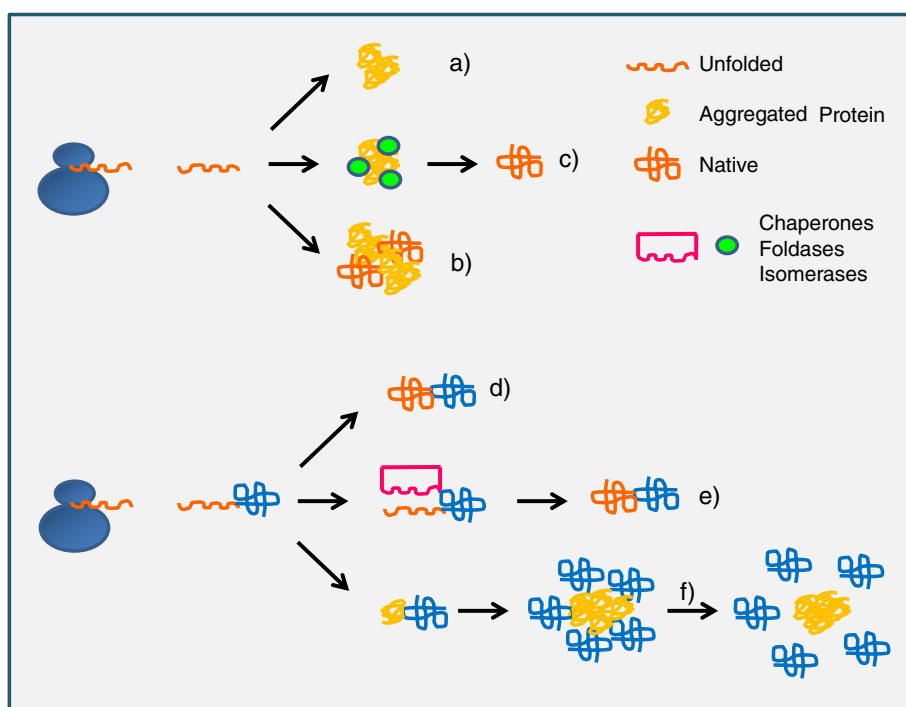 a)
Unfolded
Aggregated Protein
c)
Native
b)
Chaperones
Foldases
Isomerases
d)
e)
f)